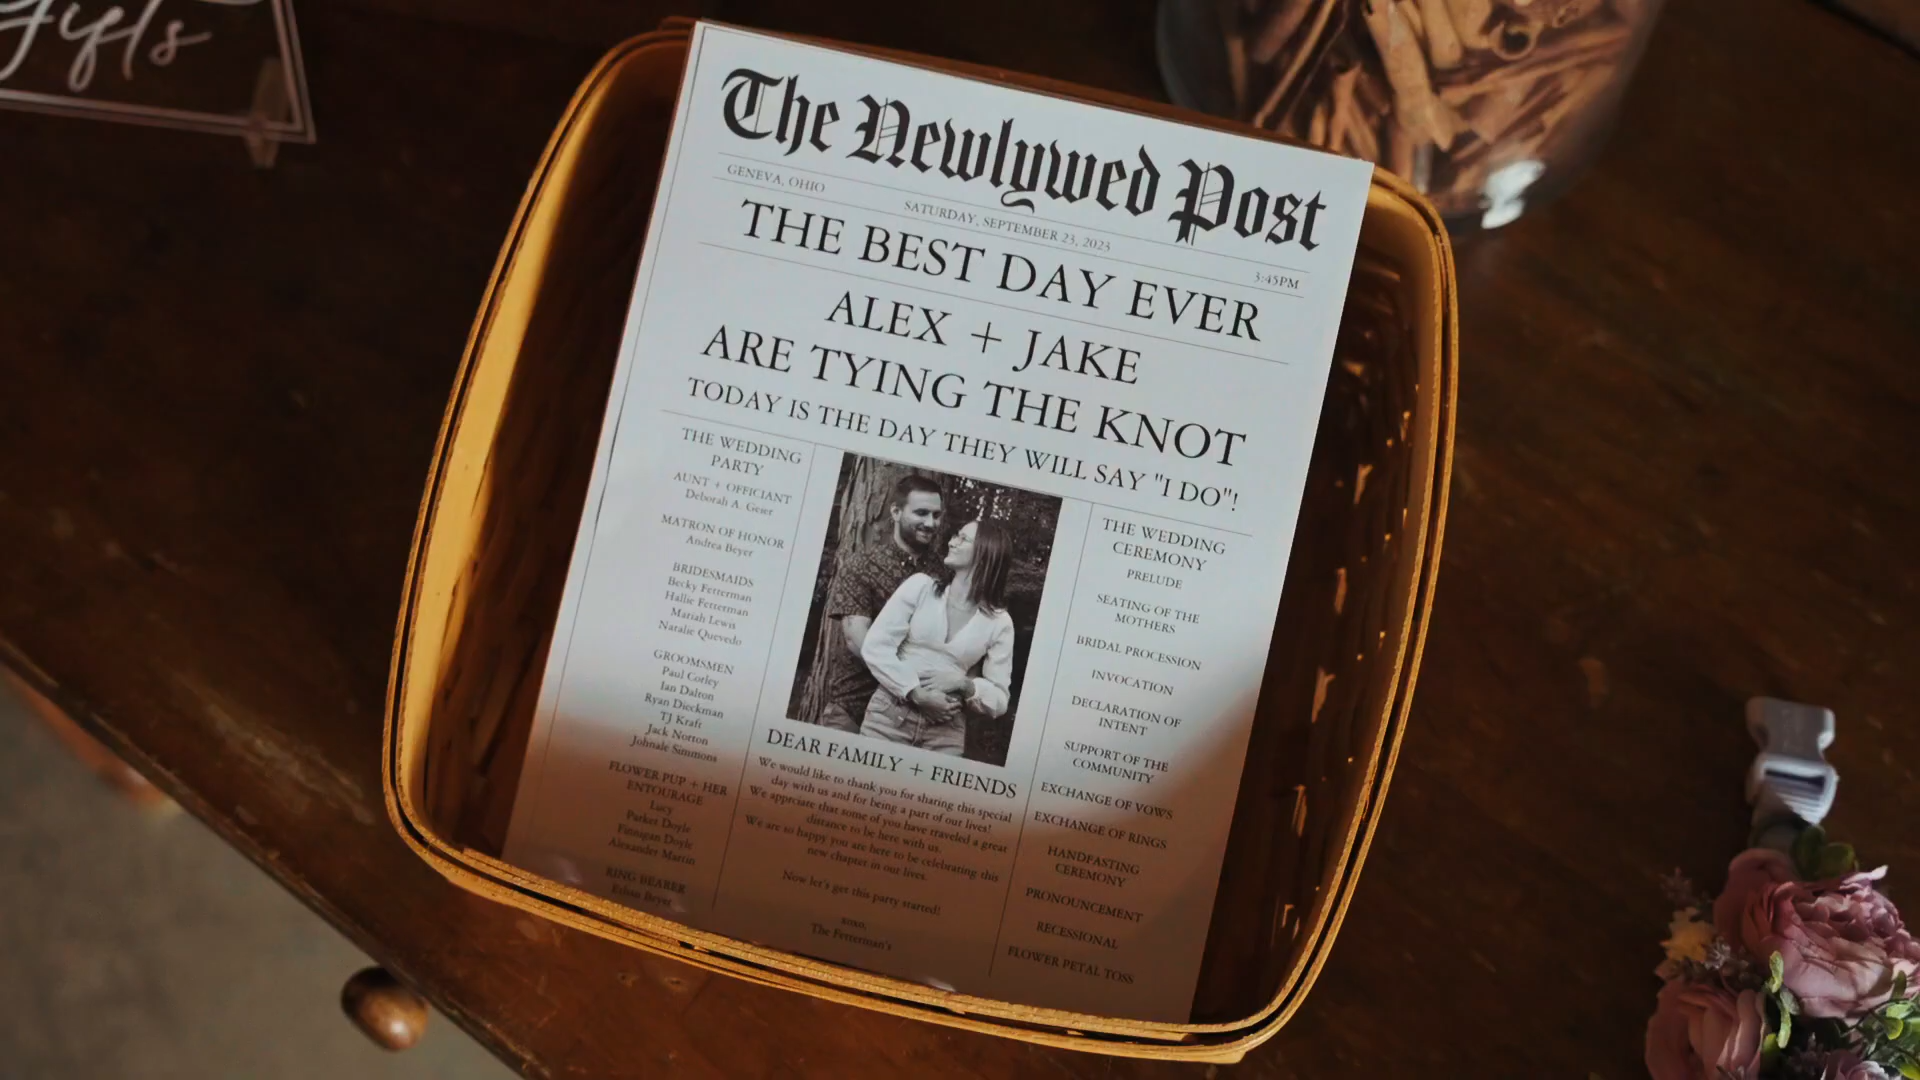 Gifts
The Newlywed Post
GENEVA, OHIO
SATURDAY, SEPTEMBER 23, 2023
3:45PM
THE BEST DAY EVER
ALEX + JAKE
ARE TYING THE KNOT
TODAY IS THE DAY THEY WILL SAY "I DO"!
THE WEDDING
PARTY
AUNT + OFFICIANT
Deborah A. Geier
MATRON OF HONOR
Andrea Beyer
BRIDESMAIDS
Becky Fetterman
Hallie Fetterman
Mariah Lewis
Natalie Quevedo
GROOMSMEN
Paul Corley
Ian Dalton
Ryan Dieckman
TJ Kraft
Jack Norton
Johnale Simmons
FLOWER PUP + HER
ENTOURAGE
Lucy
Parker Doyle
Finnigan Doyle
Alexander Martin
RING BEARER
Ethan Beyer
DEAR FAMILY + FRIENDS
We would like to thank you for sharing this special
day with us and for being a part of our lives!
We apprciate that some of you have traveled a great
distance to be here with us.
We are so happy you are here to be celebrating this
new chapter in our lives.
Now let's get this party started!
xoxo,
The Fetterman's
THE WEDDING
CEREMONY
PRELUDE
SEATING OF THE
MOTHERS
BRIDAL PROCESSION
INVOCATION
DECLARATION OF
INTENT
SUPPORT OF THE
COMMUNITY
EXCHANGE OF VOWS
EXCHANGE OF RINGS
HANDFASTING
CEREMONY
PRONOUNCEMENT
RECESSIONAL
FLOWER PETAL TOSS